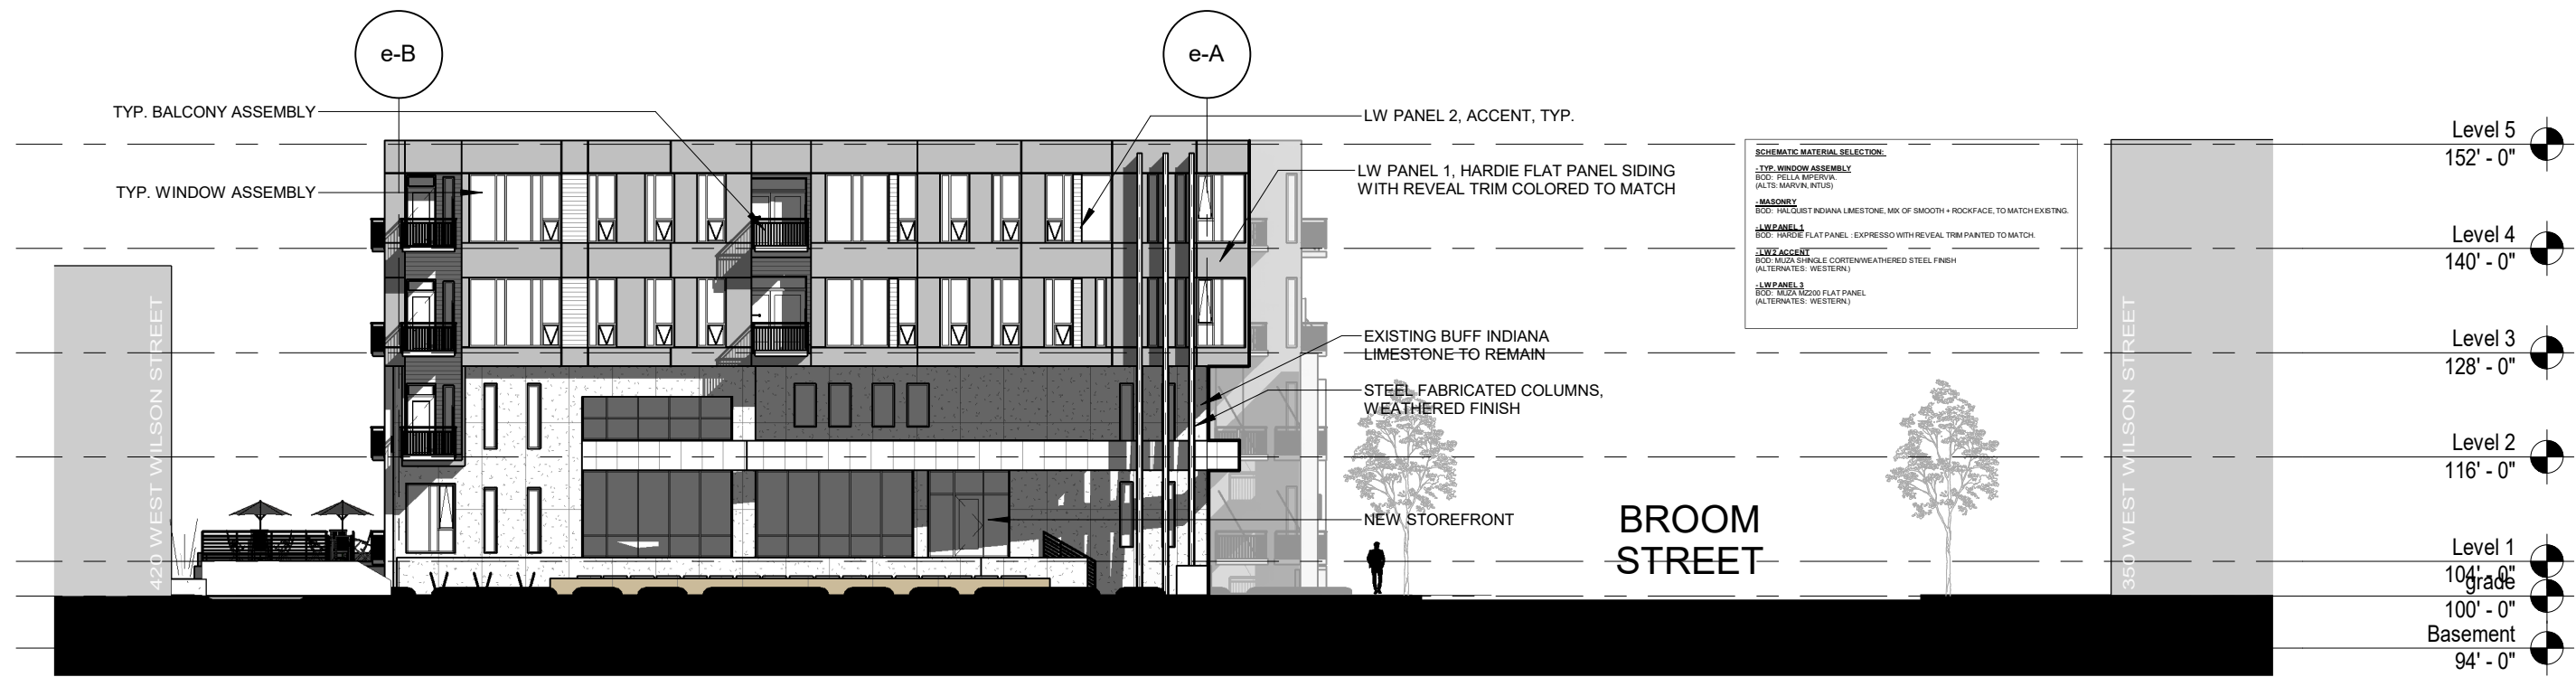 e-B
e-A
TYP. BALCONY ASSEMBLY
TYP. WINDOW ASSEMBLY
LW PANEL 2, ACCENT, TYP.
LW PANEL 1, HARDIE FLAT PANEL SIDING
WITH REVEAL TRIM COLORED TO MATCH
EXISTING BUFF INDIANA
LIMESTONE TO REMAIN
STEEL FABRICATED COLUMNS,
WEATHERED FINISH
NEW STOREFRONT
SCHEMATIC MATERIAL SELECTION:
- TYP. WINDOW ASSEMBLY
BOD: PELLA IMPERVIA.
(ALTS: MARVIN, INTUS)
- MASONRY
BOD: HALQUIST INDIANA LIMESTONE, MIX OF SMOOTH + ROCKFACE, TO MATCH EXISTING.
- LW PANEL 1
BOD: HARDIE FLAT PANEL : EXPRESSO WITH REVEAL TRIM PAINTED TO MATCH.
- LW 2 ACCENT
BOD: MUZA SHINGLE CORTEN/WEATHERED STEEL FINISH
(ALTERNATES: WESTERN.)
- LW PANEL 3
BOD: MUZA MZ200 FLAT PANEL
(ALTERNATES: WESTERN.)
420 WEST WILSON STREET
BROOM
STREET
350 WEST WILSON STREET
Level 5
152' - 0"
Level 4
140' - 0"
Level 3
128' - 0"
Level 2
116' - 0"
Level 1
104' - 0"
grade
100' - 0"
Basement
94' - 0"